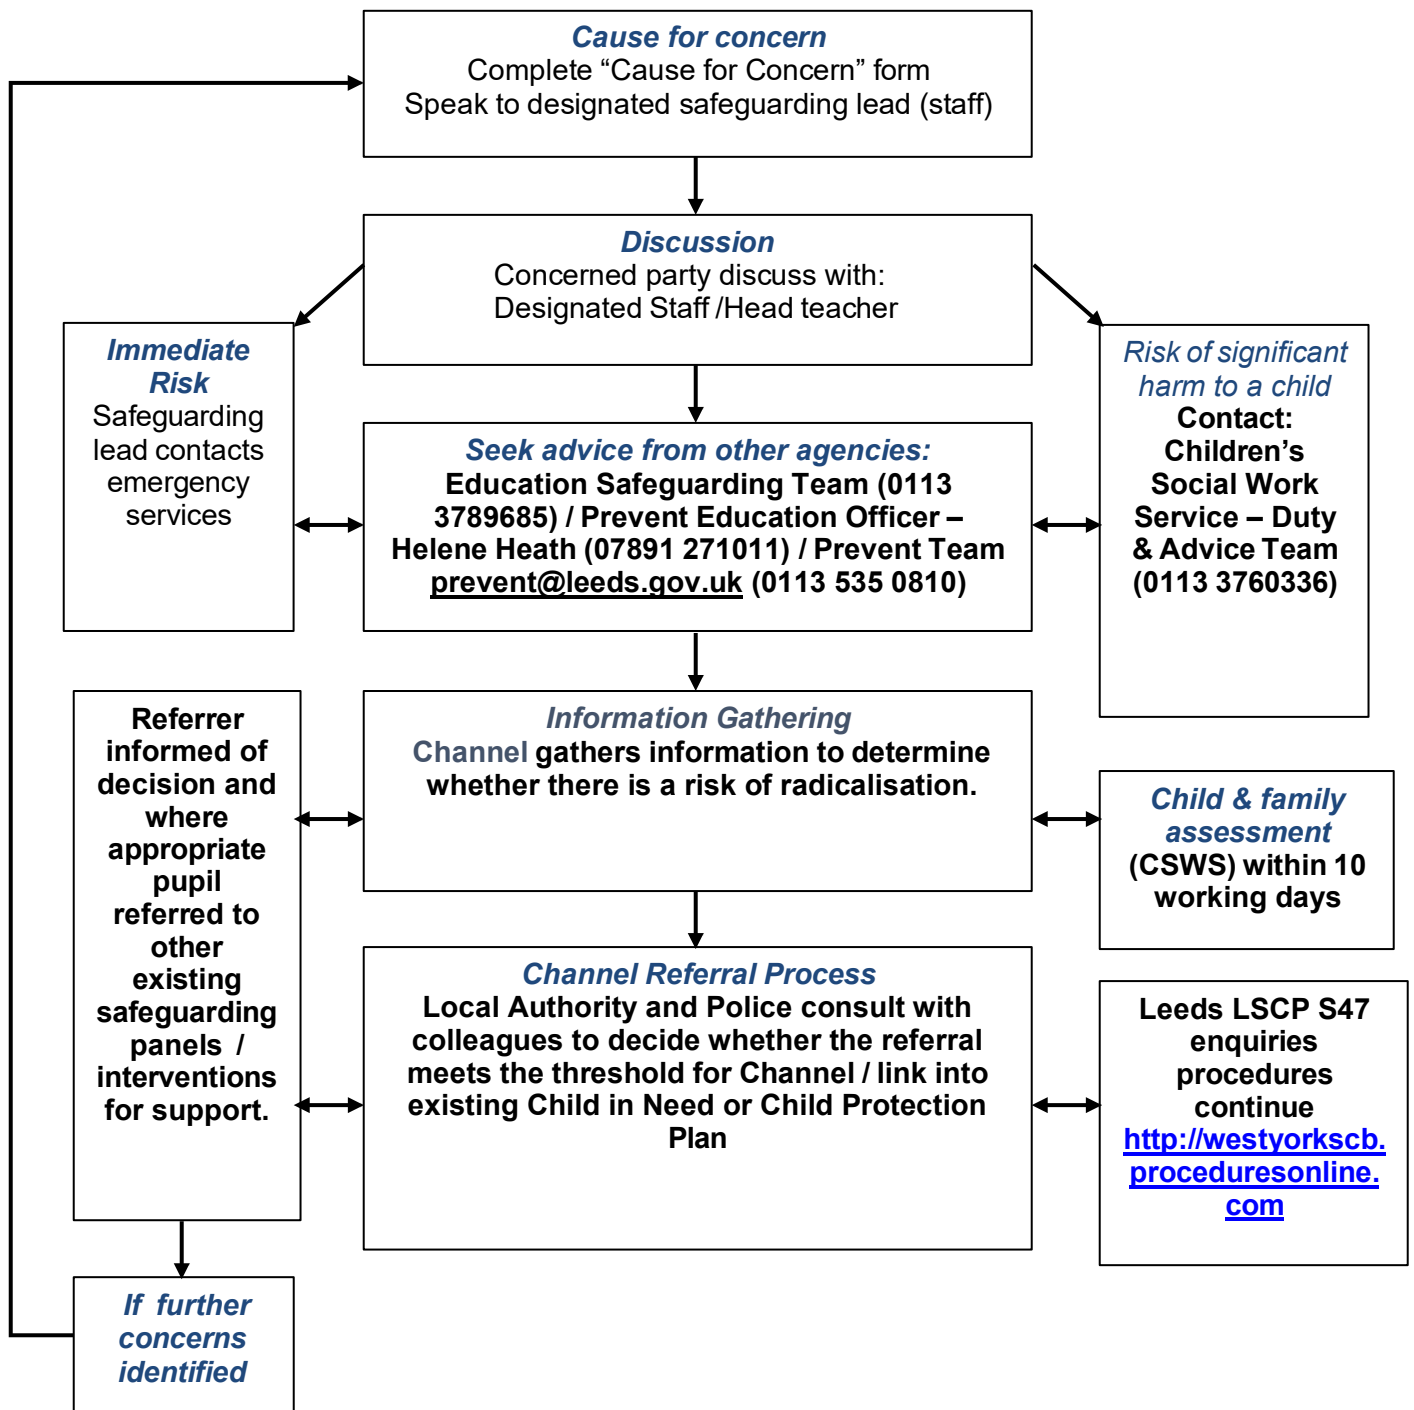 Cause for concern
Complete “Cause for Concern” form
Speak to designated safeguarding lead (staff)
Discussion
Concerned party discuss with:
Designated Staff /Head teacher
Immediate
Risk
Safeguarding
lead contacts
emergency
services
Seek advice from other agencies:
Education Safeguarding Team (0113
3789685) / Prevent Education Officer –
Helene Heath (07891 271011) / Prevent Team
prevent@leeds.gov.uk (0113 535 0810)
Risk of significant
harm to a child
Contact:
Children’s
Social Work
Service – Duty
& Advice Team
(0113 3760336)
Referrer
informed of
decision and
where
appropriate
pupil
referred to
other
existing
safeguarding
panels /
interventions
for support.
Information Gathering
Channel gathers information to determine
whether there is a risk of radicalisation.
Child & family
assessment
(CSWS) within 10
working days
Channel Referral Process
Local Authority and Police consult with
colleagues to decide whether the referral
meets the threshold for Channel / link into
existing Child in Need or Child Protection
Plan
Leeds LSCP S47
enquiries
procedures
continue
http://westyorkscb.
proceduresonline.
com
If further
concerns
identified